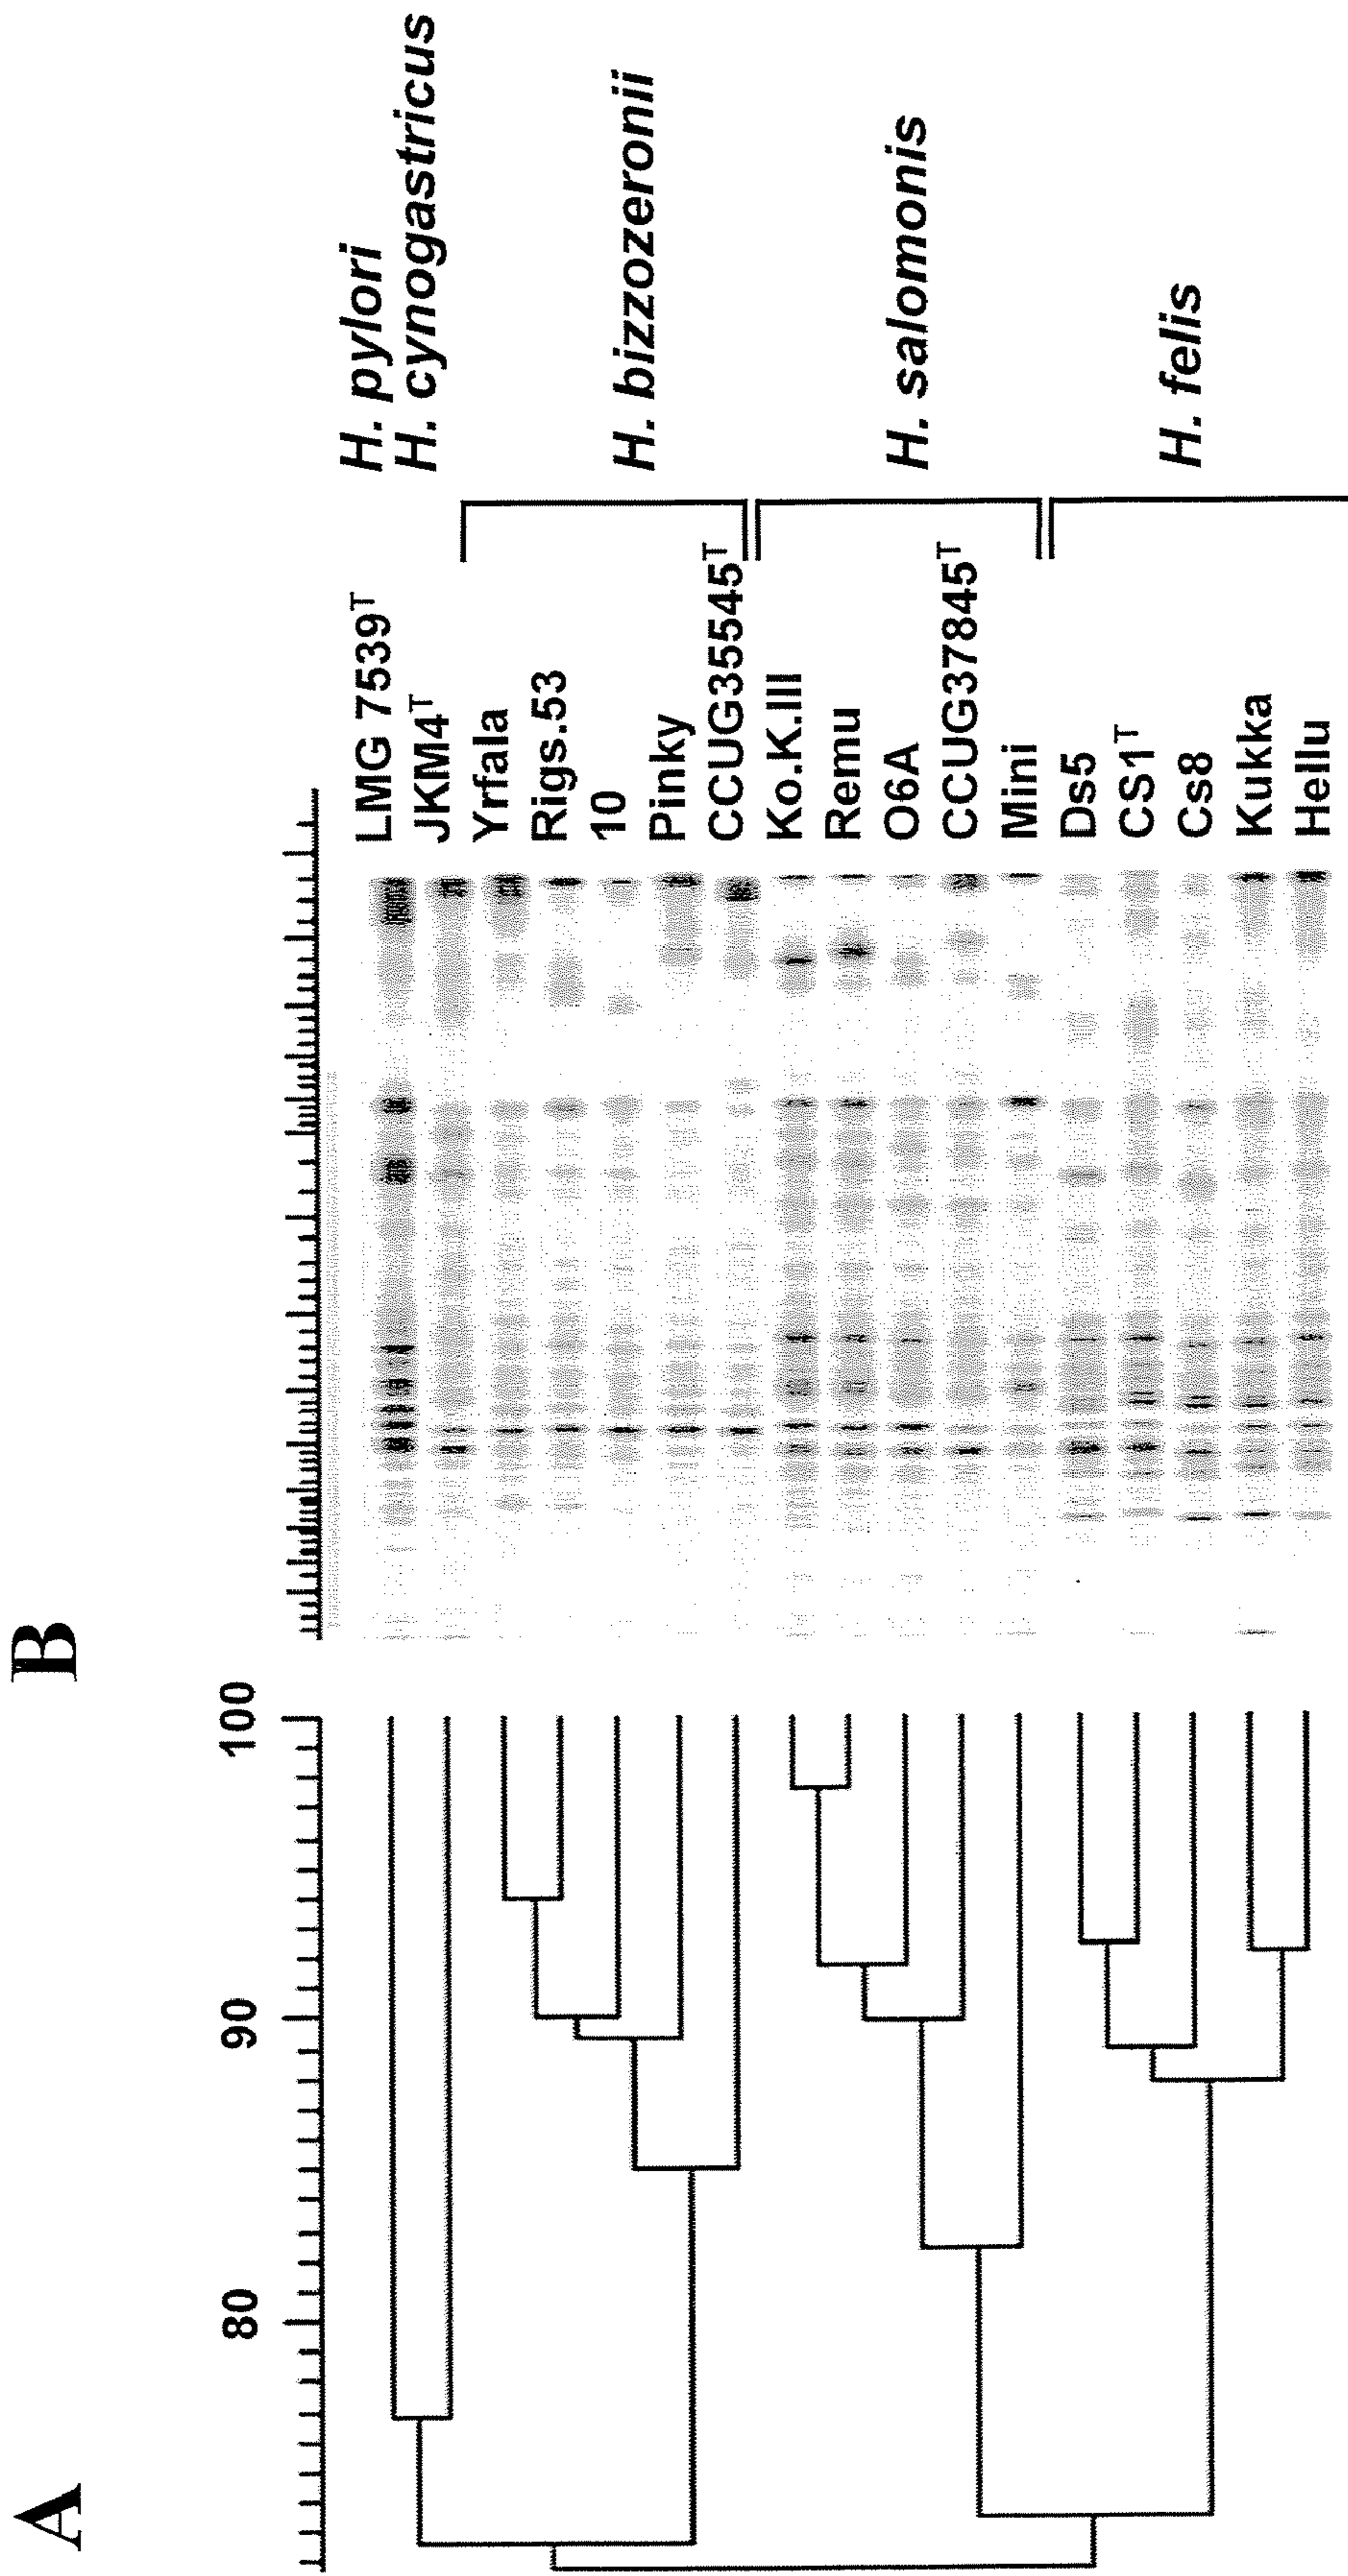 A
B
80
90
100
LMG 7539ᵀ
JKM4ᵀ
Yrfala
Rigs.53
10
Pinky
CCUG35545ᵀ
Ko.K.III
Remu
O6A
CCUG37845ᵀ
Mini
Ds5
CS1ᵀ
Cs8
Kukka
Hellu
H. pylori
H. cynogastricus
H. bizzozeronii
H. salomonis
H. felis